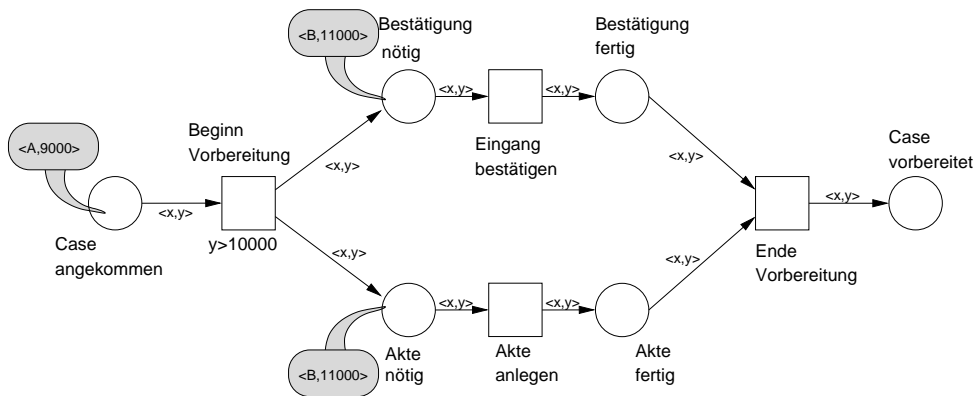 <B,11000>
Bestätigung
nötig
<x,y>
<x,y>
Bestätigung
fertig
Eingang
bestätigen
<A,9000>
Case
angekommen
<x,y>
Beginn
Vorbereitung
y>10000
<x,y>
<x,y>
<x,y>
<x,y>
Ende
Vorbereitung
<x,y>
Case
vorbereitet
<B,11000>
Akte
nötig
<x,y>
Akte
anlegen
<x,y>
Akte
fertig